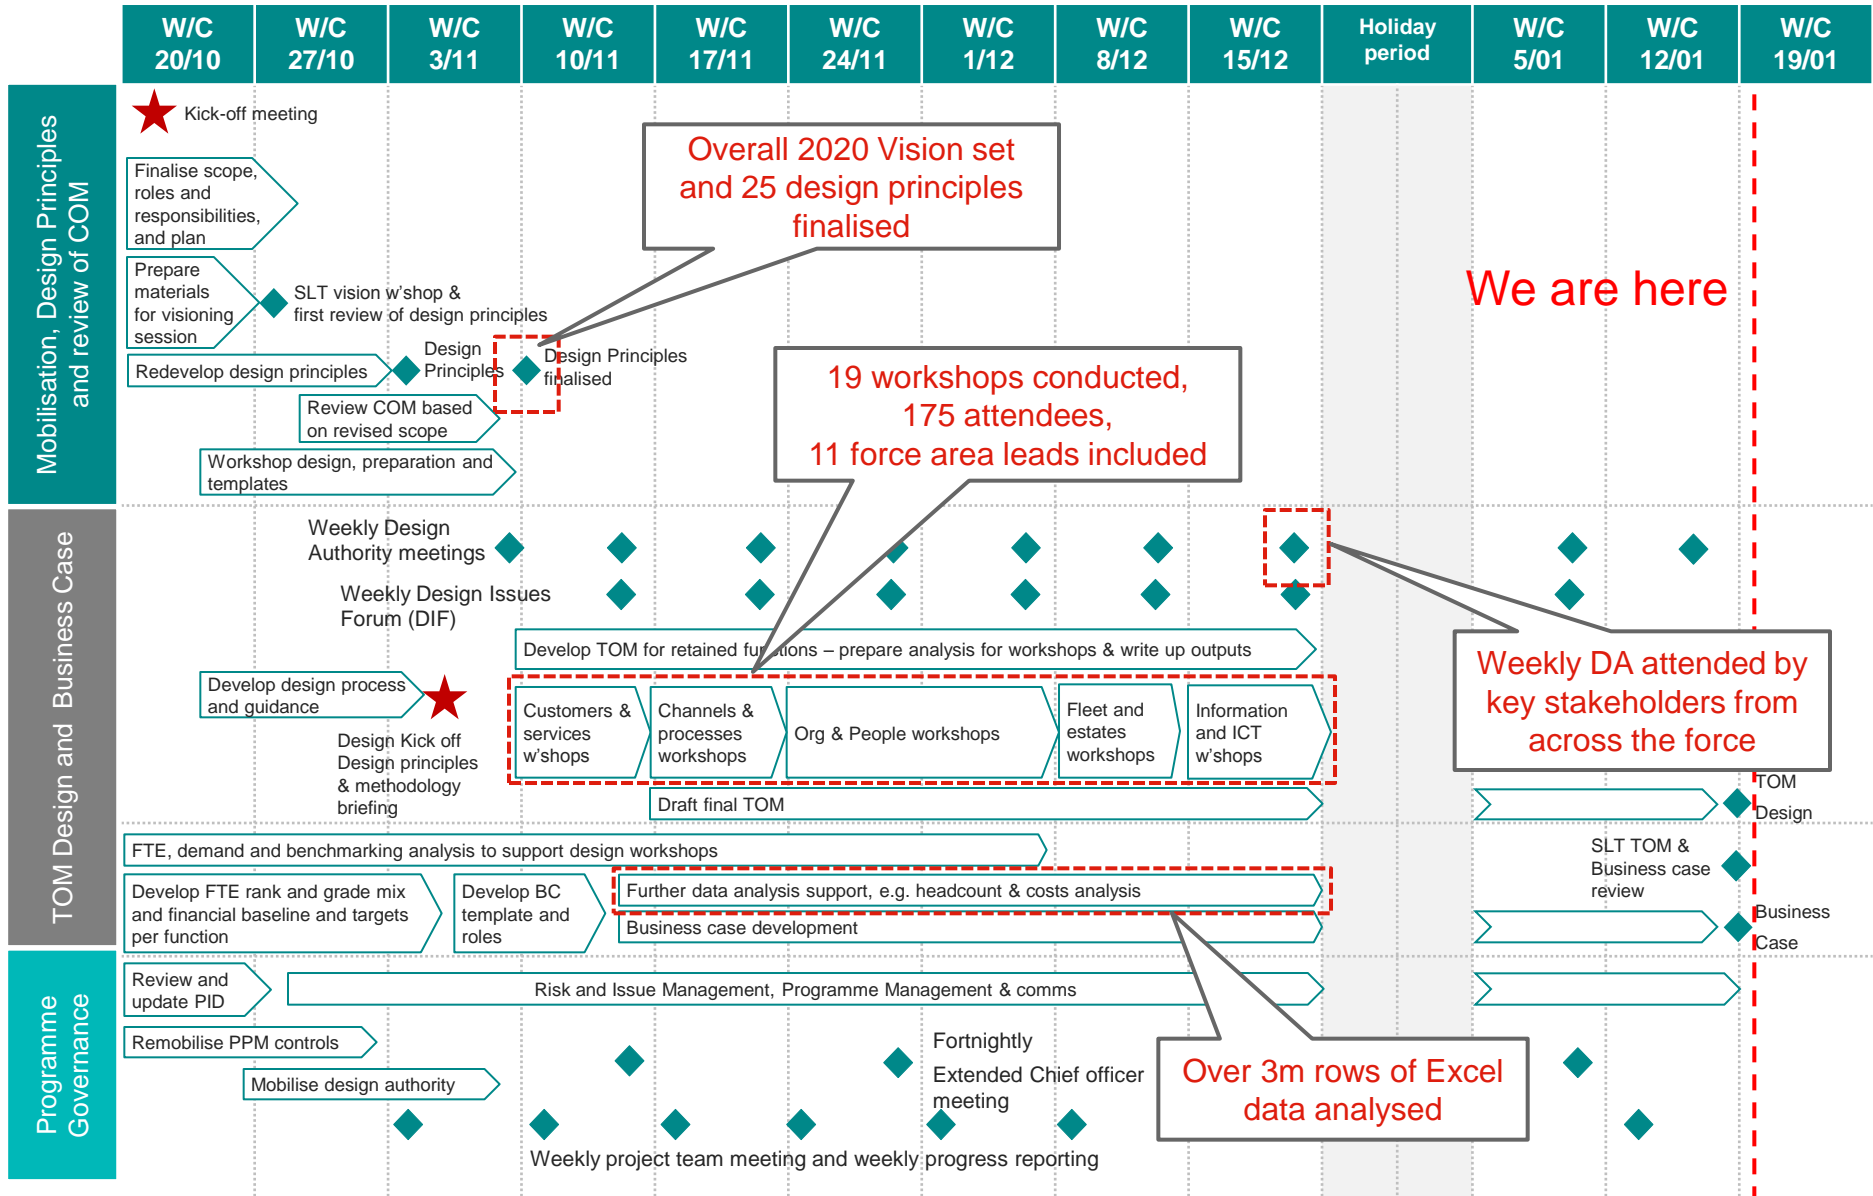 W/C
20/10
W/C
27/10
W/C
3/11
W/C
10/11
W/C
17/11
W/C
24/11
W/C
1/12
W/C
8/12
W/C
15/12
Holiday
period
W/C
5/01
W/C
12/01
W/C
19/01
Mobilisation, Design Principles
and review of COM
Kick-off meeting
Finalise scope,
roles and
responsibilities,
and plan
Prepare
materials
for visioning
session
SLT vision w'shop &
first review of design principles
Redevelop design principles
Design
Principles
Design Principles
finalised
Review COM based
on revised scope
Workshop design, preparation and
templates
Overall 2020 Vision set
and 25 design principles
finalised
We are here
19 workshops conducted,
175 attendees,
11 force area leads included
TOM Design and Business Case
Weekly Design
Authority meetings
Weekly Design Issues
Forum (DIF)
Develop TOM for retained functions – prepare analysis for workshops & write up outputs
Develop design process
and guidance
Design Kick off
Design principles
& methodology
briefing
Customers &
services
w'shops
Channels &
processes
workshops
Org & People workshops
Fleet and
estates
workshops
Information
and ICT
w'shops
Weekly DA attended by
key stakeholders from
across the force
Draft final TOM
TOM
Design
FTE, demand and benchmarking analysis to support design workshops
SLT TOM &
Business case
review
Develop FTE rank and grade mix
and financial baseline and targets
per function
Develop BC
template and
roles
Further data analysis support, e.g. headcount & costs analysis
Business case development
Business
Case
Programme
Governance
Review and
update PID
Risk and Issue Management, Programme Management & comms
Remobilise PPM controls
Mobilise design authority
Fortnightly
Extended Chief officer
meeting
Over 3m rows of Excel
data analysed
Weekly project team meeting and weekly progress reporting